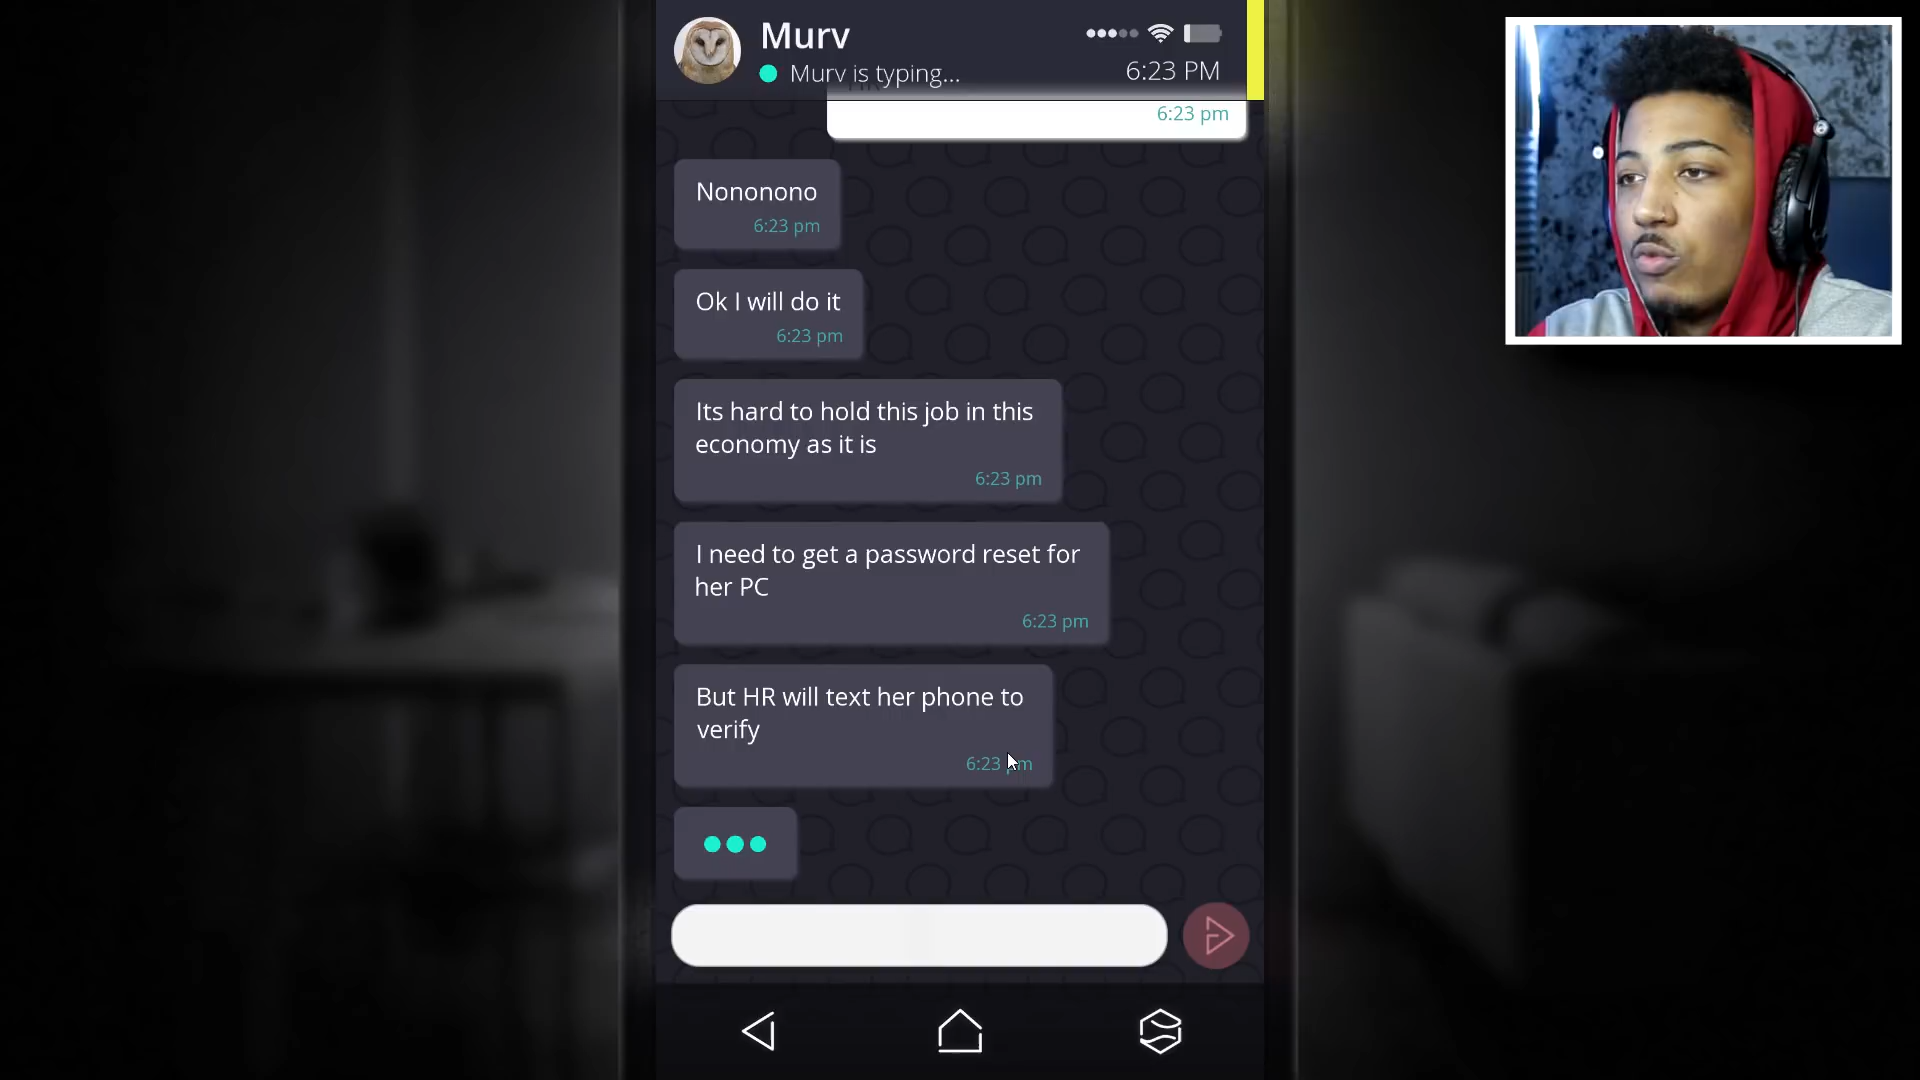 Murv
Murv is typing...
6:23 PM
6:23 pm
Nononono
6:23 pm
Ok I will do it
6:23 pm
Its hard to hold this job in this
economy as it is
6:23 pm
I need to get a password reset for
her PC
6:23 pm
But HR will text her phone to
verify
6:23 pm